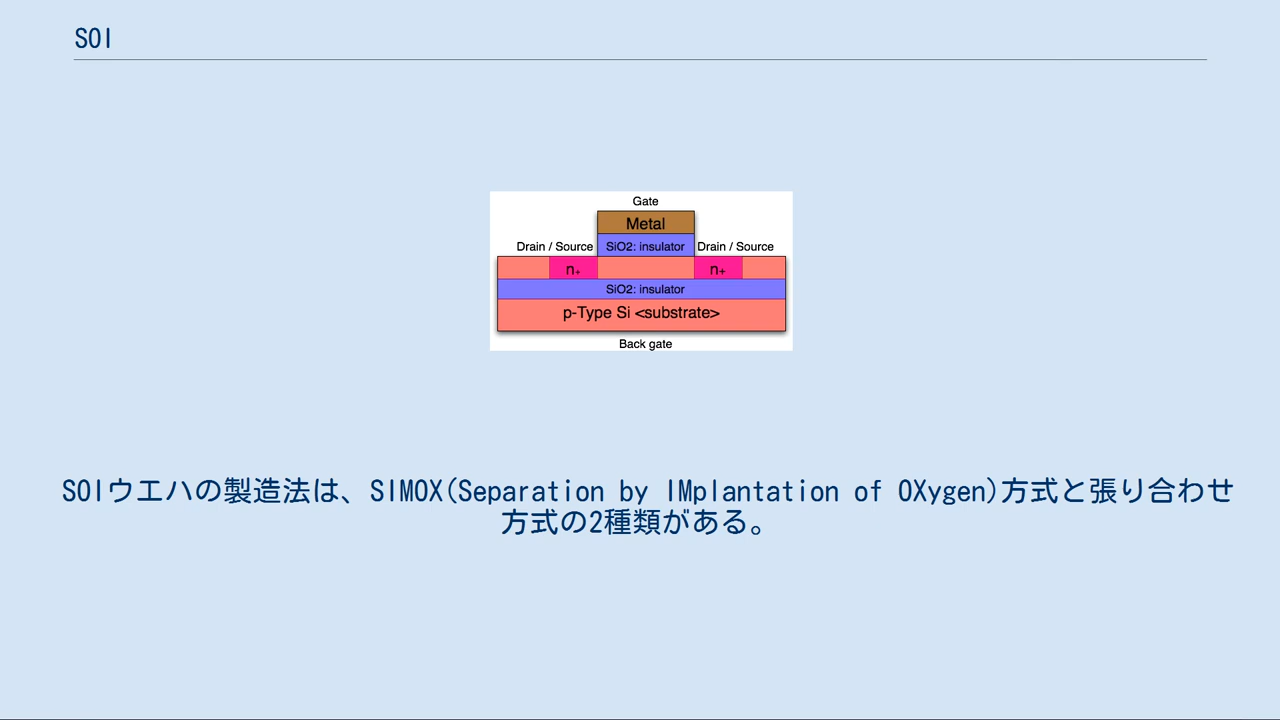 SOI
Gate
Metal
Drain / Source SiO2: insulator Drain / Source
n+ n+
SiO2: insulator
p-Type Si <substrate>
Back gate
SOIウエハの製造法は、SIMOX(Separation by IMplantation of OXygen)方式と張り合わせ
方式の2種類がある。